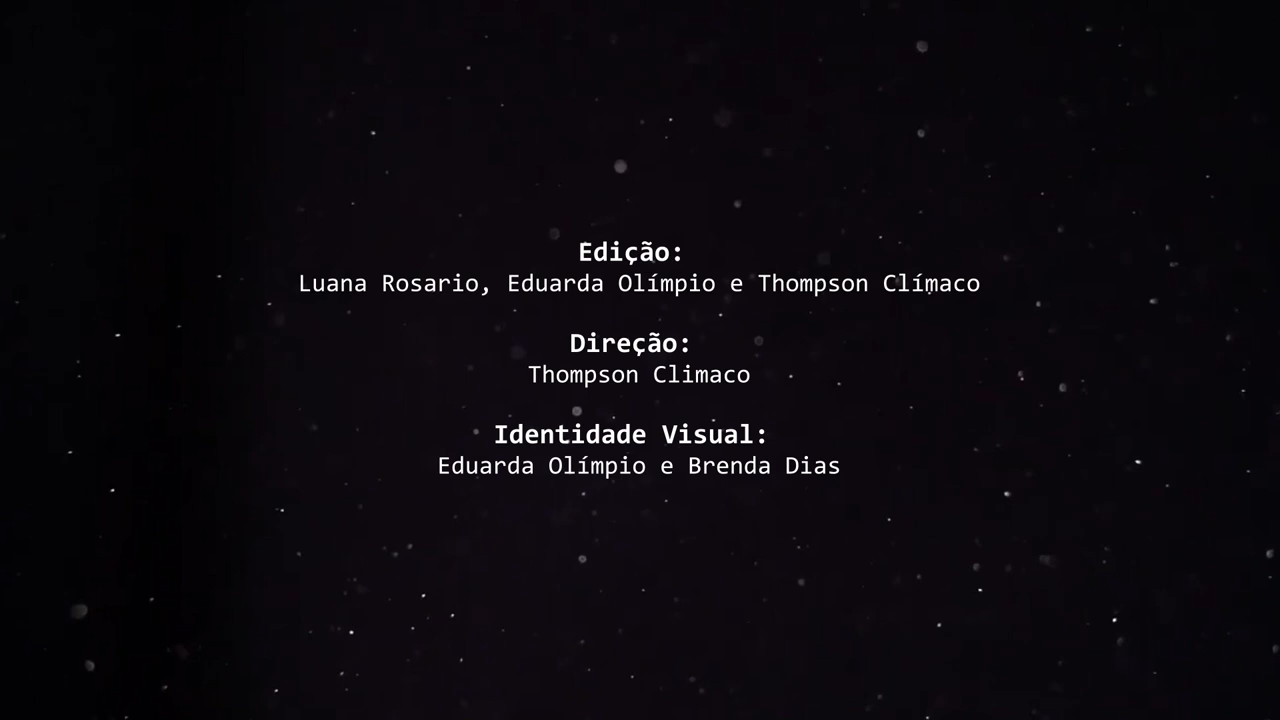 Edição:
Luana Rosario, Eduarda Olímpio e Thompson Clímaco
Direção:
Thompson Climaco
Identidade Visual:
Eduarda Olímpio e Brenda Dias